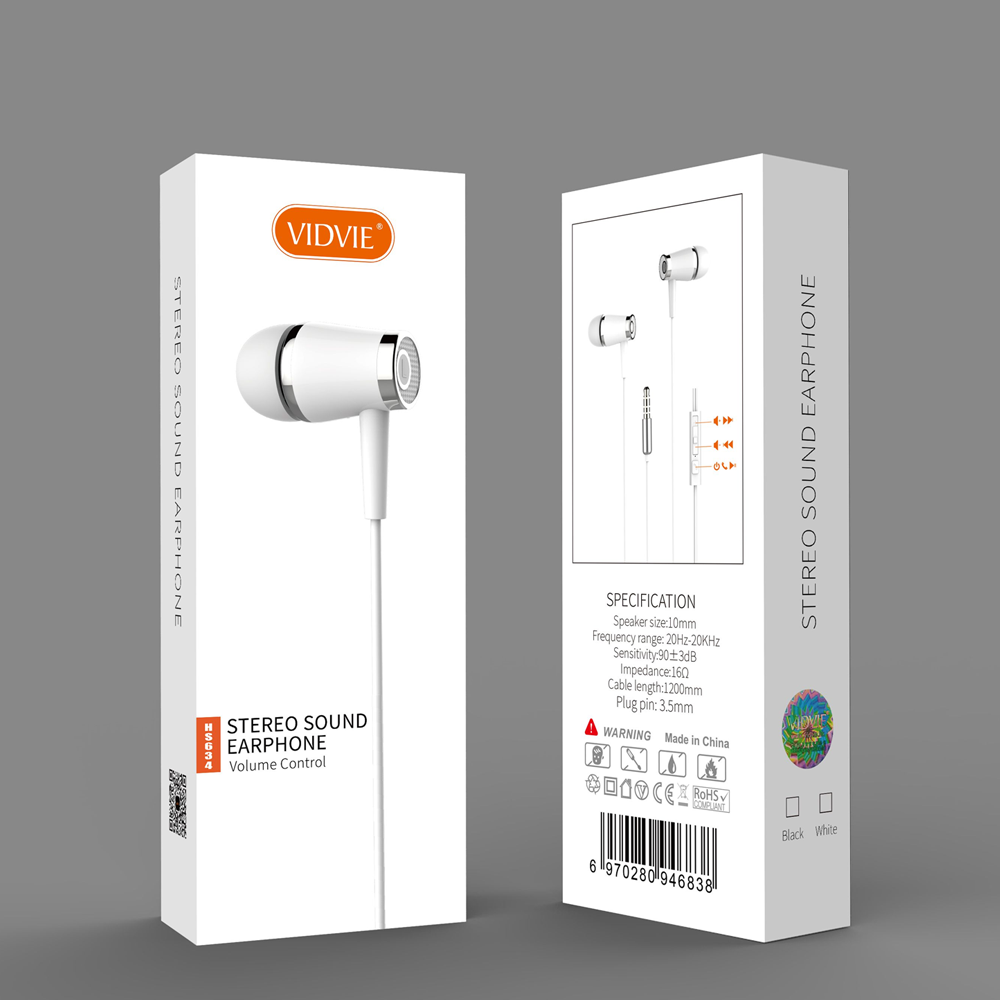 VIDVIE®
STEREO SOUND EARPHONE
HS634
STEREO SOUND
EARPHONE
Volume Control
SPECIFICATION
Speaker size:10mm
Frequency range: 20Hz-20KHz
Sensitivity:90±3dB
Impedance:16Ω
Cable length:1200mm
Plug pin: 3.5mm
WARNING Made in China
CE RoHS
COMPLIANT
6 970280 946838
STEREO SOUND EARPHONE
VIDVIE
Black White